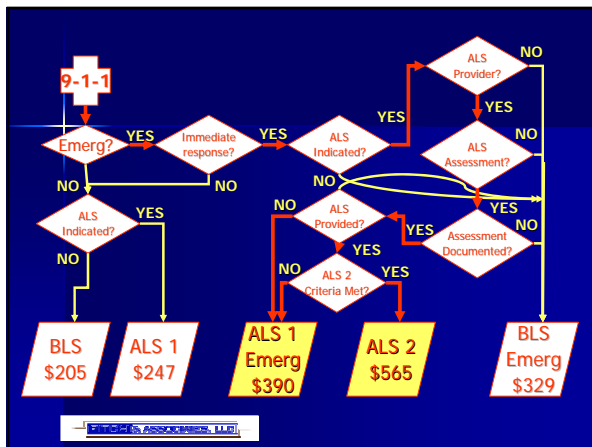 9-1-1
Emerg?
YES
Immediate
response?
YES
ALS
Indicated?
YES
ALS
Provider?
NO
YES
ALS
Assessment?
NO
YES
Assessment
Documented?
NO
YES
NO
ALS
Provided?
NO
YES
NO
NO
ALS
Indicated?
YES
NO
ALS 2
Criteria Met?
NO
YES
BLS
$205
ALS 1
$247
ALS 1
Emerg
$390
ALS 2
$565
BLS
Emerg
$329
& ASSOCIATES, LLC